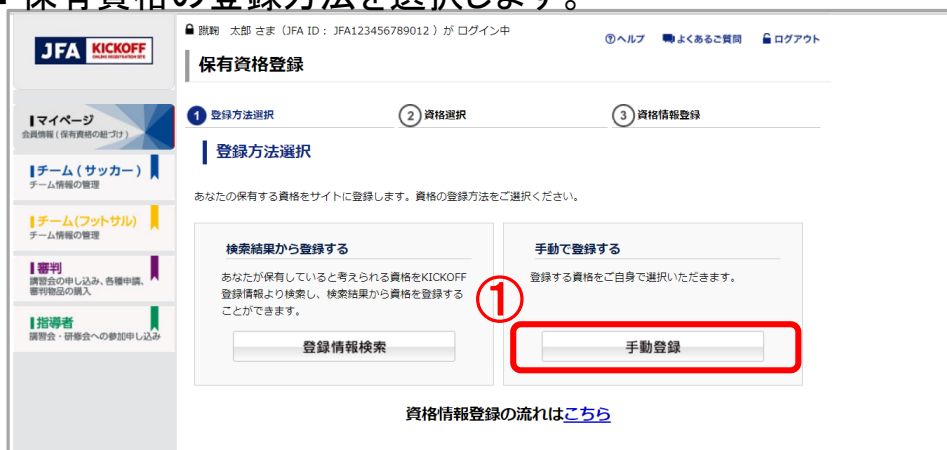 保有資格の登録方法を選択します。
JFA KICKOFF
ONLINE REGISTRATION SITE
蹴鞠 太郎 さま（JFA ID： JFA123456789012 ）が ログイン中
ヘルプ よくあるご質問 ログアウト
保有資格登録
マイページ
会員情報 ( 保有資格の紐づけ )
チーム ( サッカー )
チーム情報の管理
チーム(フットサル)
チーム情報の管理
審判
講習会の申し込み、各種申請、
審判物品の購入
指導者
講習会・研修会への参加申し込み
1 登録方法選択 2 資格選択 3 資格情報登録
登録方法選択
あなたの保有する資格をサイトに登録します。資格の登録方法をご選択ください。
検索結果から登録する
あなたが保有していると考えられる資格をKICKOFF
登録情報より検索し、検索結果から資格を登録する
ことができます。
登録情報検索
手動で登録する
登録する資格をご自身で選択いただきます。
①
手動登録
資格情報登録の流れはこちら